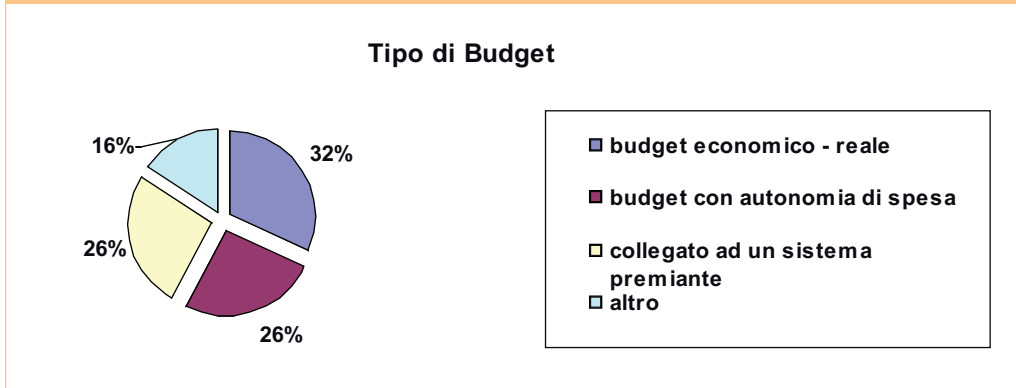 Tipo di Budget
16%
32%
26%
26%
budget economico - reale
budget con autonomia di spesa
collegato ad un sistema
premiante
altro